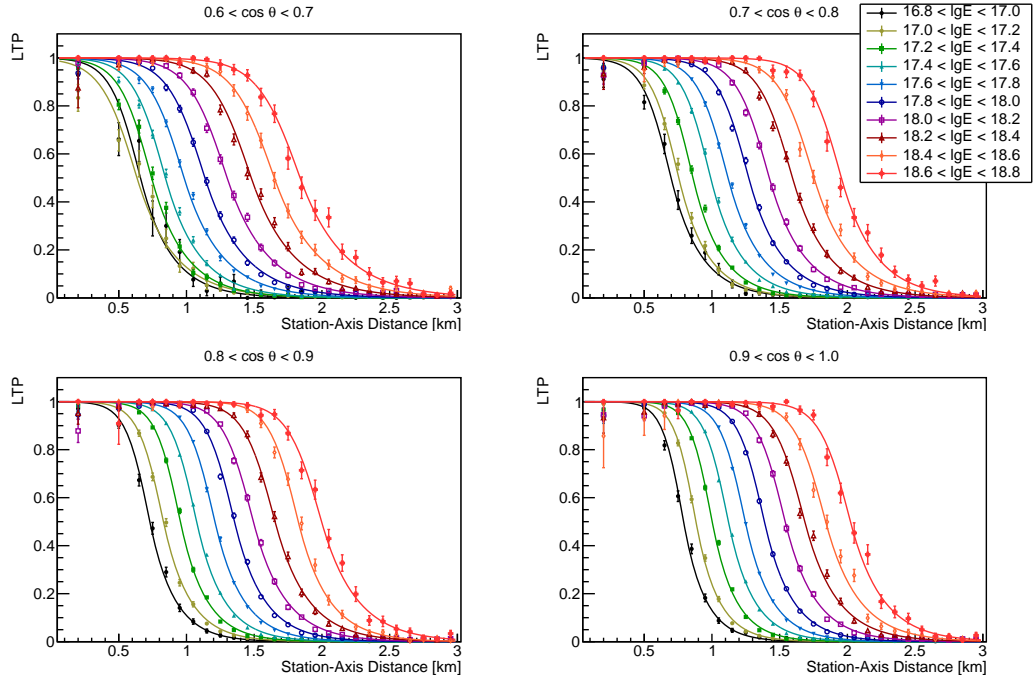 0.6 < cos θ < 0.7
LTP
1
0.8
0.6
0.4
0.2
0
0.5 1 1.5 2 2.5 3
Station-Axis Distance [km]
0.7 < cos θ < 0.8
LTP
1
0.8
0.6
0.4
0.2
0
0.5 1 1.5 2 2.5 3
Station-Axis Distance [km]
16.8 < lgE < 17.0
17.0 < lgE < 17.2
17.2 < lgE < 17.4
17.4 < lgE < 17.6
17.6 < lgE < 17.8
17.8 < lgE < 18.0
18.0 < lgE < 18.2
18.2 < lgE < 18.4
18.4 < lgE < 18.6
18.6 < lgE < 18.8
0.8 < cos θ < 0.9
LTP
1
0.8
0.6
0.4
0.2
0
0.5 1 1.5 2 2.5 3
Station-Axis Distance [km]
0.9 < cos θ < 1.0
LTP
1
0.8
0.6
0.4
0.2
0
0.5 1 1.5 2 2.5 3
Station-Axis Distance [km]